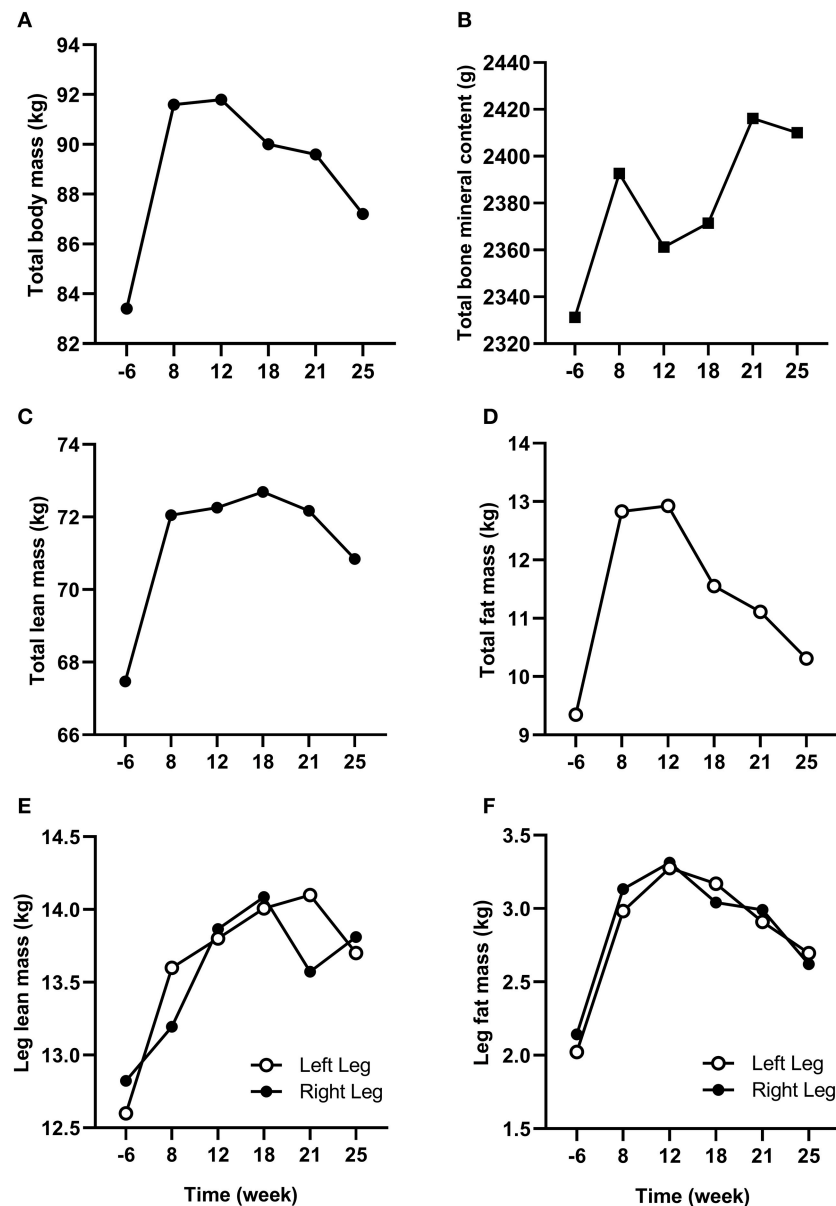 A
Total body mass (kg)
94
92
90
88
86
84
82
-6 8 12 18 21 25
B
Total bone mineral content (g)
2440
2420
2400
2380
2360
2340
2320
-6 8 12 18 21 25
C
Total lean mass (kg)
74
72
70
68
66
-6 8 12 18 21 25
D
Total fat mass (kg)
14
13
12
11
10
9
-6 8 12 18 21 25
E
Leg lean mass (kg)
14.5
14.0
13.5
13.0
12.5
Left Leg
Right Leg
-6 8 12 18 21 25
Time (week)
F
Leg fat mass (kg)
3.5
3.0
2.5
2.0
1.5
Left Leg
Right Leg
-6 8 12 18 21 25
Time (week)